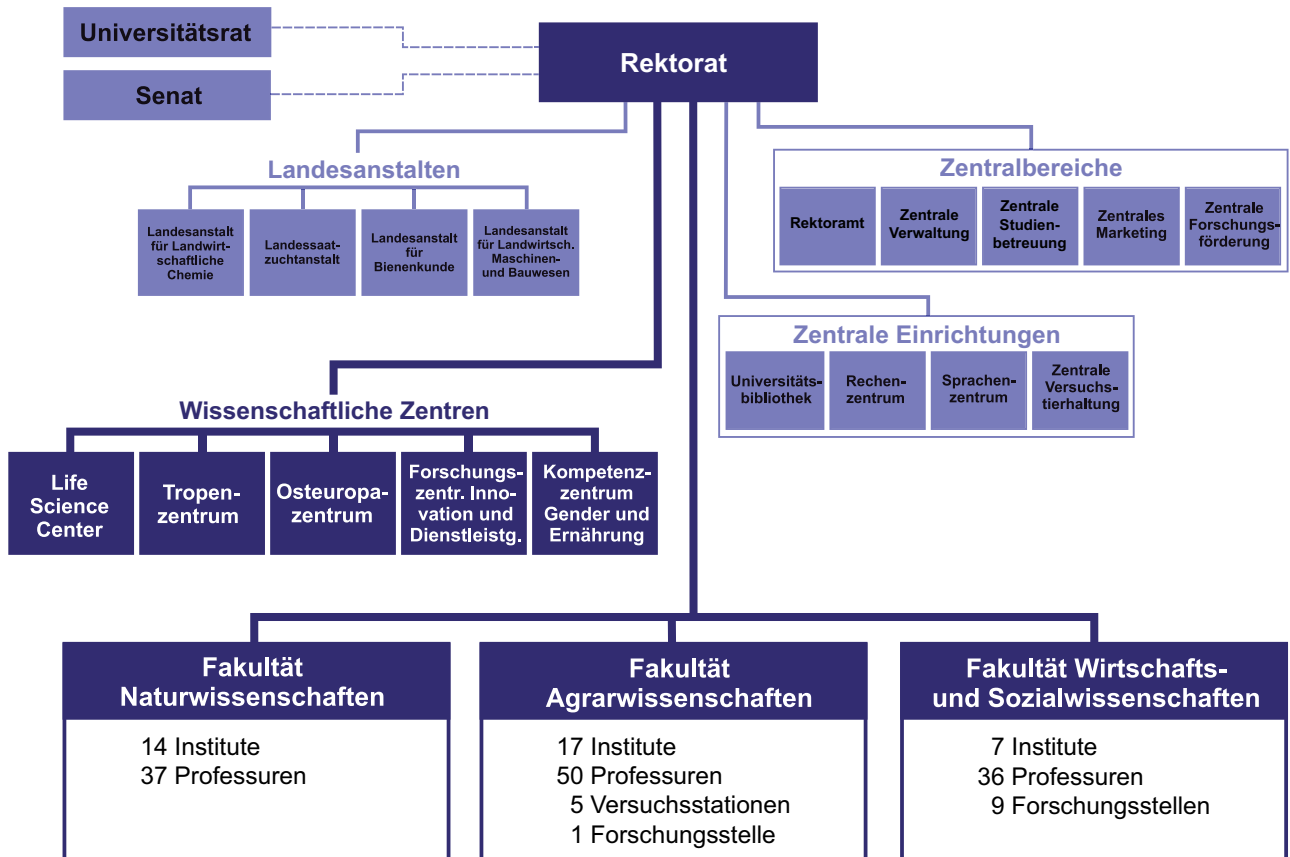 Universitätsrat
Senat
Rektorat
Landesanstalten
Landesanstalt
für Landwirt-
schaftliche
Chemie
Landessaat-
zuchtanstalt
Landesanstalt
für
Bienenkunde
Landesanstalt
für Landwirtsch.
Maschinen-
und Bauwesen
Zentralbereiche
Rektoramt
Zentrale
Verwaltung
Zentrale
Studien-
betreuung
Zentrales
Marketing
Zentrale
Forschungs-
förderung
Zentrale Einrichtungen
Universitäts-
bibliothek
Rechen-
zentrum
Sprachen-
zentrum
Zentrale
Versuchs-
tierhaltung
Wissenschaftliche Zentren
Life
Science
Center
Tropen-
zentrum
Osteuropa-
zentrum
Forschungs-
zentr. Inno-
vation und
Dienstleistg.
Kompetenz-
zentrum
Gender und
Ernährung
Fakultät
Naturwissenschaften
14 Institute
37 Professuren
Fakultät
Agrarwissenschaften
17 Institute
50 Professuren
5 Versuchsstationen
1 Forschungsstelle
Fakultät Wirtschafts-
und Sozialwissenschaften
7 Institute
36 Professuren
9 Forschungsstellen